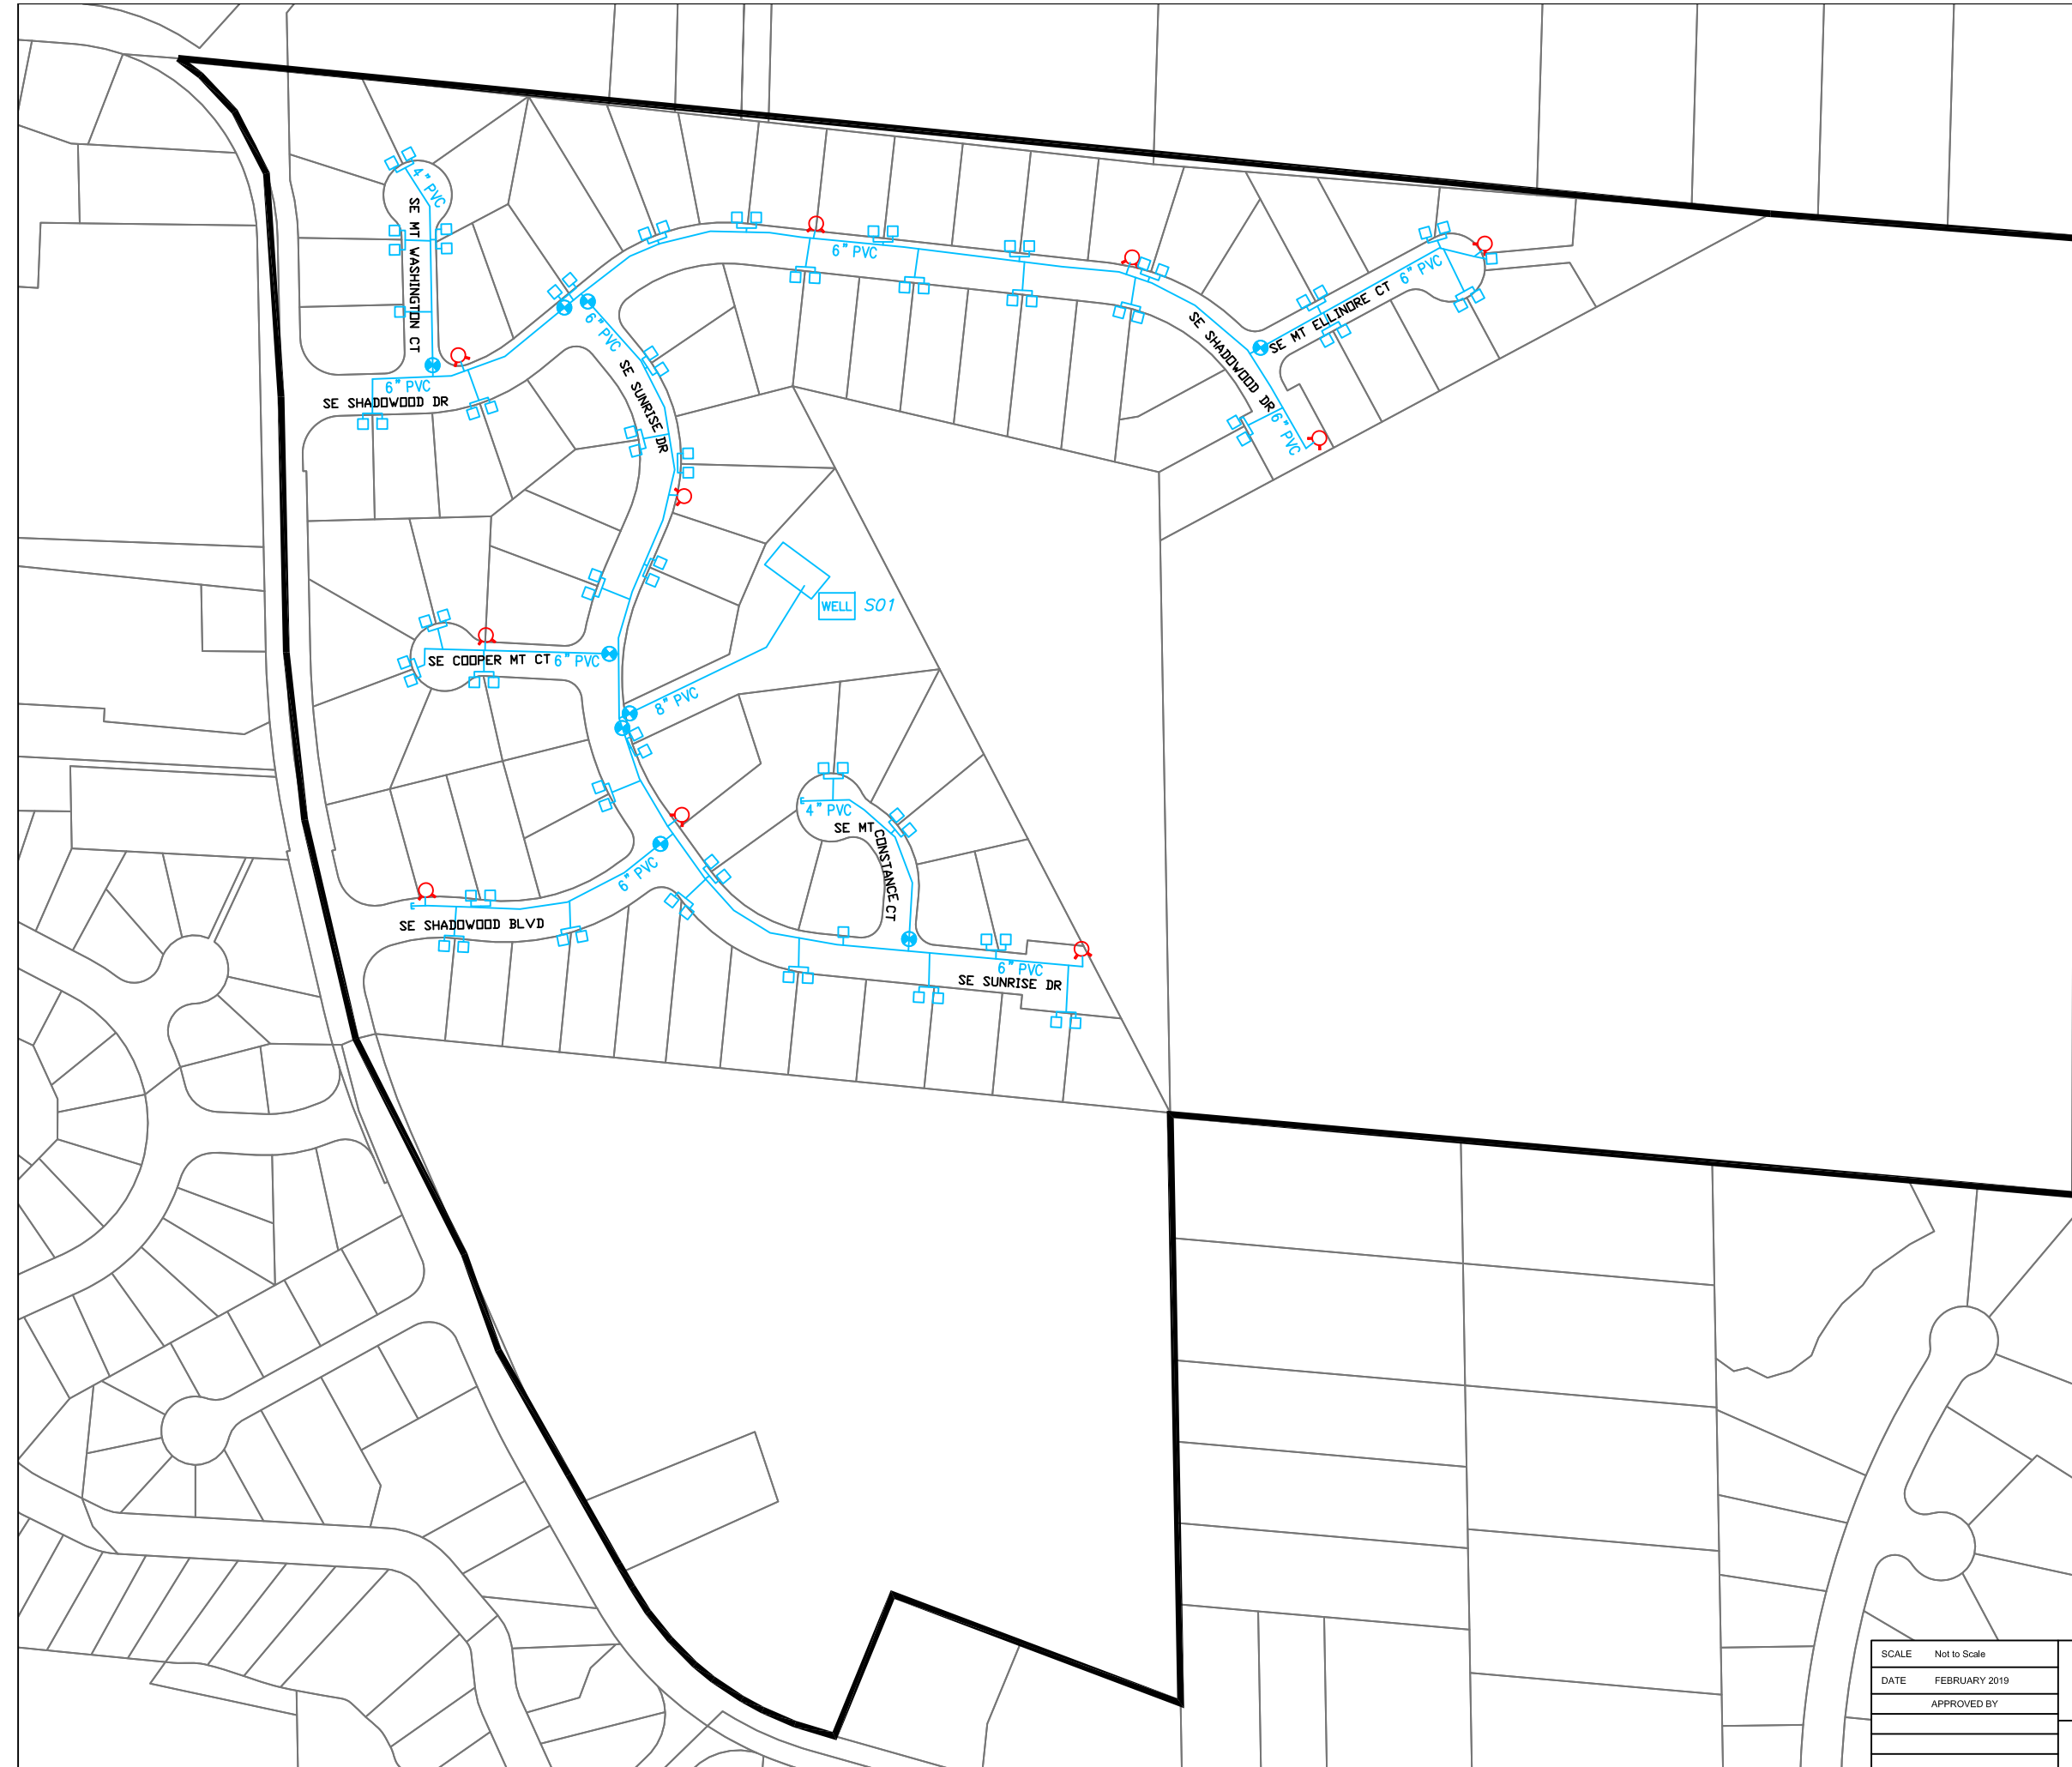 4" PVC
SE MT WASHINGTON CT
6" PVC
SE SHADOWOOD DR
6" PVC
SE SUNRISE DR
6" PVC
SE SHADOWOOD DR
6" PVC
SE MT ELLINORE CT
6" PVC
WELL S01
SE COOPER MT CT 6" PVC
8" PVC
4" PVC
SE MT CONSTANCE CT
6" PVC
SE SHADOWOOD BLVD
6" PVC
SE SUNRISE DR
SCALE Not to Scale
DATE FEBRUARY 2019
APPROVED BY